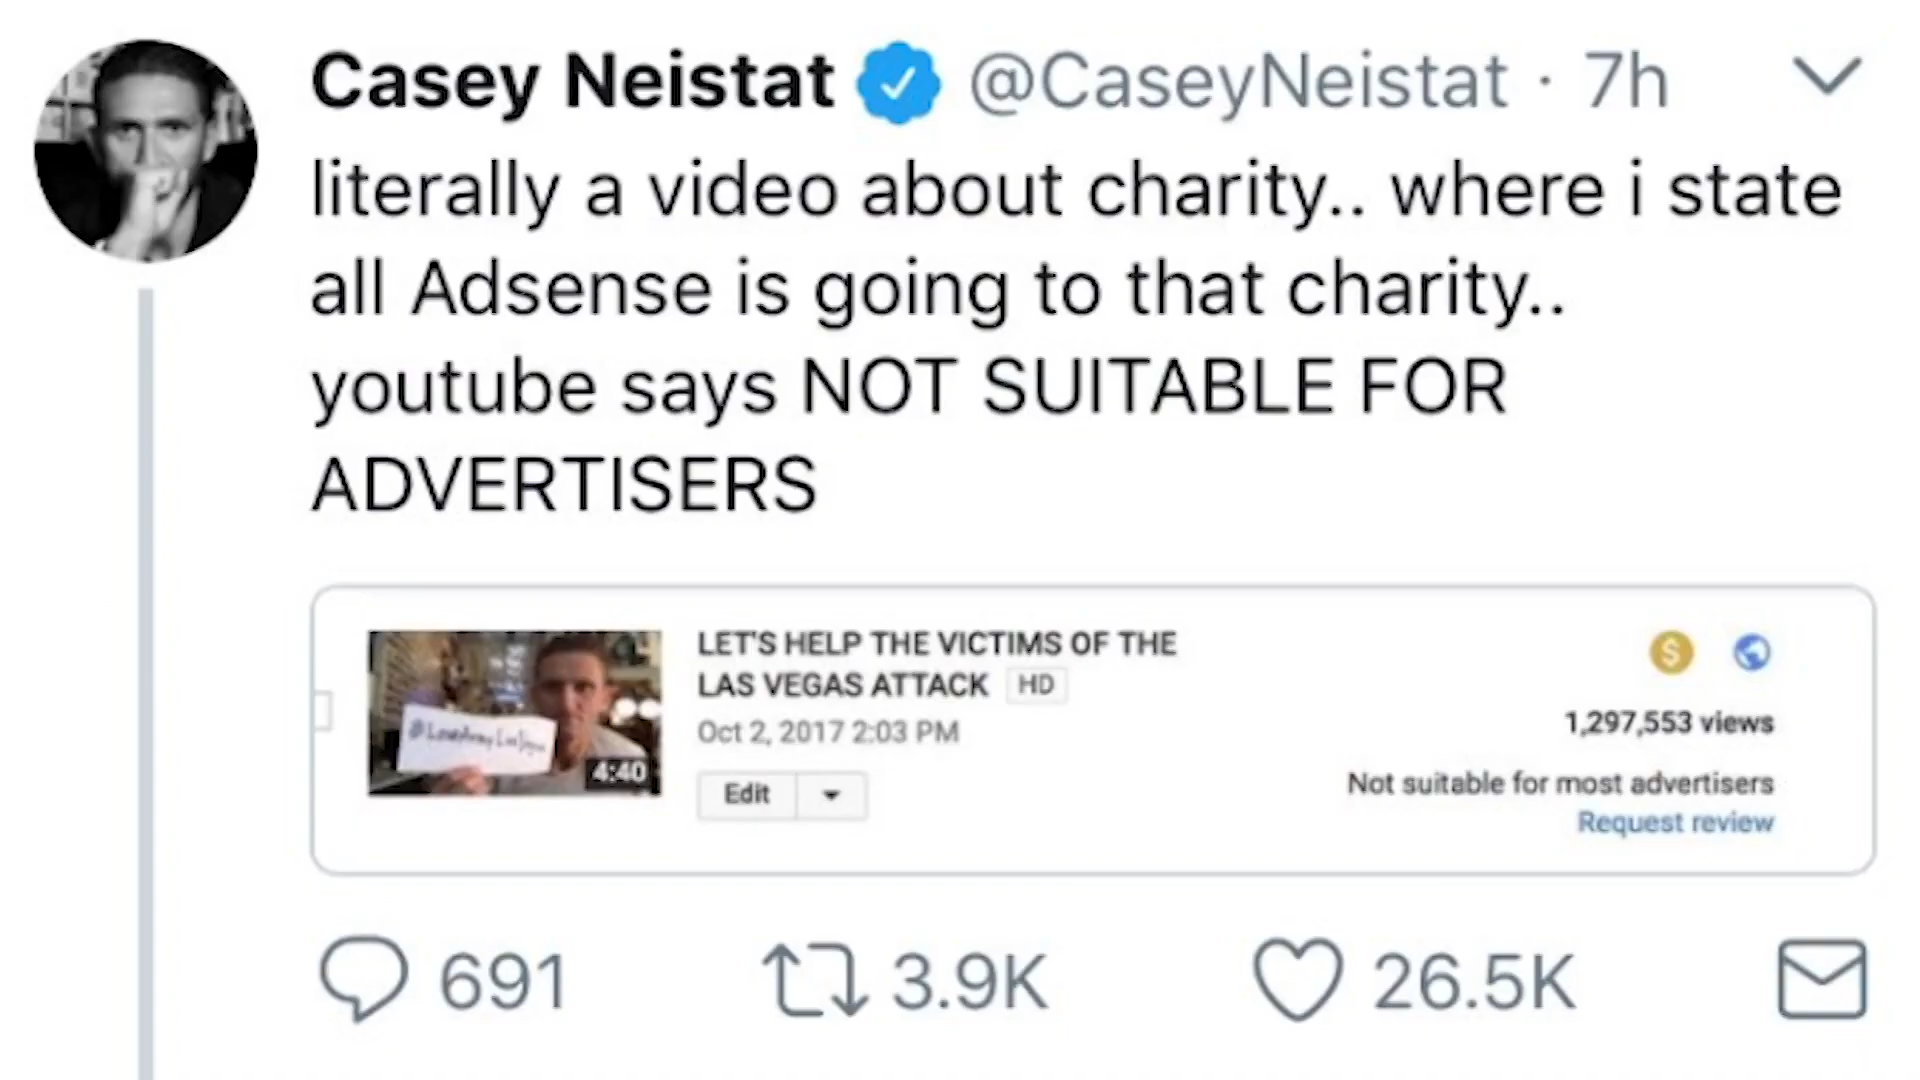 Casey Neistat @CaseyNeistat · 7h
literally a video about charity.. where i state
all Adsense is going to that charity..
youtube says NOT SUITABLE FOR
ADVERTISERS
LET'S HELP THE VICTIMS OF THE
LAS VEGAS ATTACK HD
Oct 2, 2017 2:03 PM
4:40
Edit
$
1,297,553 views
Not suitable for most advertisers
Request review
691 3.9K 26.5K